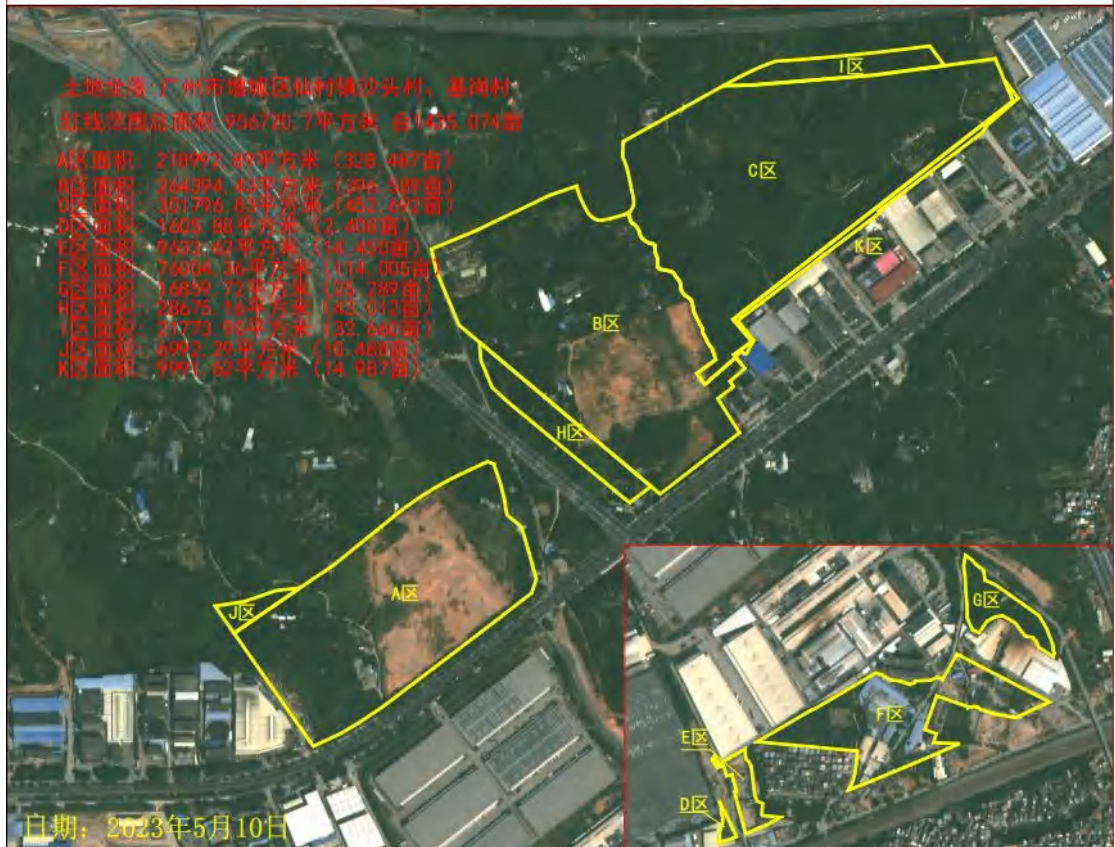 土地坐落:广州市增城区仙村镇沙头村、基岗村
红线范围总面积:956720.7平方米 合1435.074亩
A区面积: 218992.89平方米 (328.487亩)
B区面积: 264394.43平方米 (396.589亩)
C区面积: 301796.83平方米 (452.692亩)
D区面积: 1605.88平方米 (2.408亩)
E区面积: 9633.62平方米 (14.450亩)
F区面积: 76004.36平方米 (114.005亩)
G区面积: 16859.72平方米 (25.289亩)
H区面积: 28675.16平方米 (43.012亩)
I区面积: 21773.98平方米 (32.660亩)
J区面积: 6992.29平方米 (10.488亩)
K区面积: 9991.62平方米 (14.987亩)
I区
C区
K区
B区
H区
A区
J区
G区
F区
E区
D区
日期: 2023年5月10日